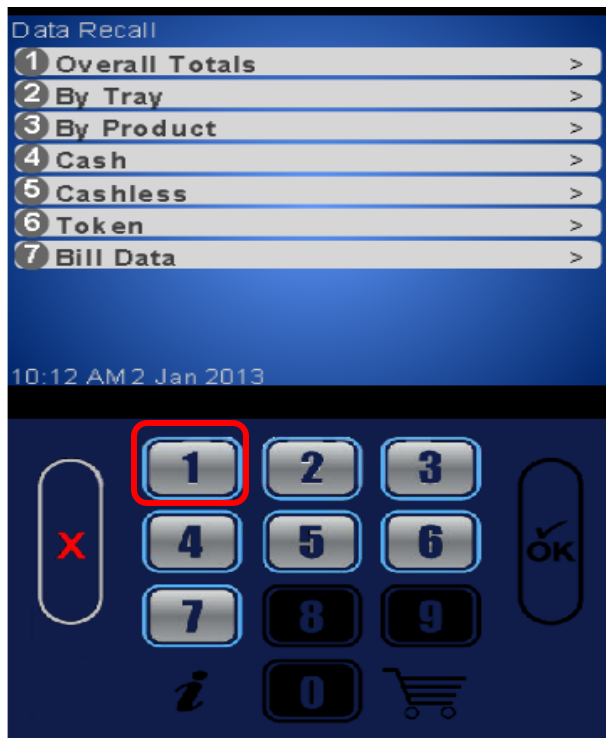 Data Recall
1 Overall Totals >
2 By Tray >
3 By Product >
4 Cash >
5 Cashless >
6 Token >
7 Bill Data >
10:12 AM 2 Jan 2013
1 2 3
X 4 5 6 OK
7 8 9
i 0